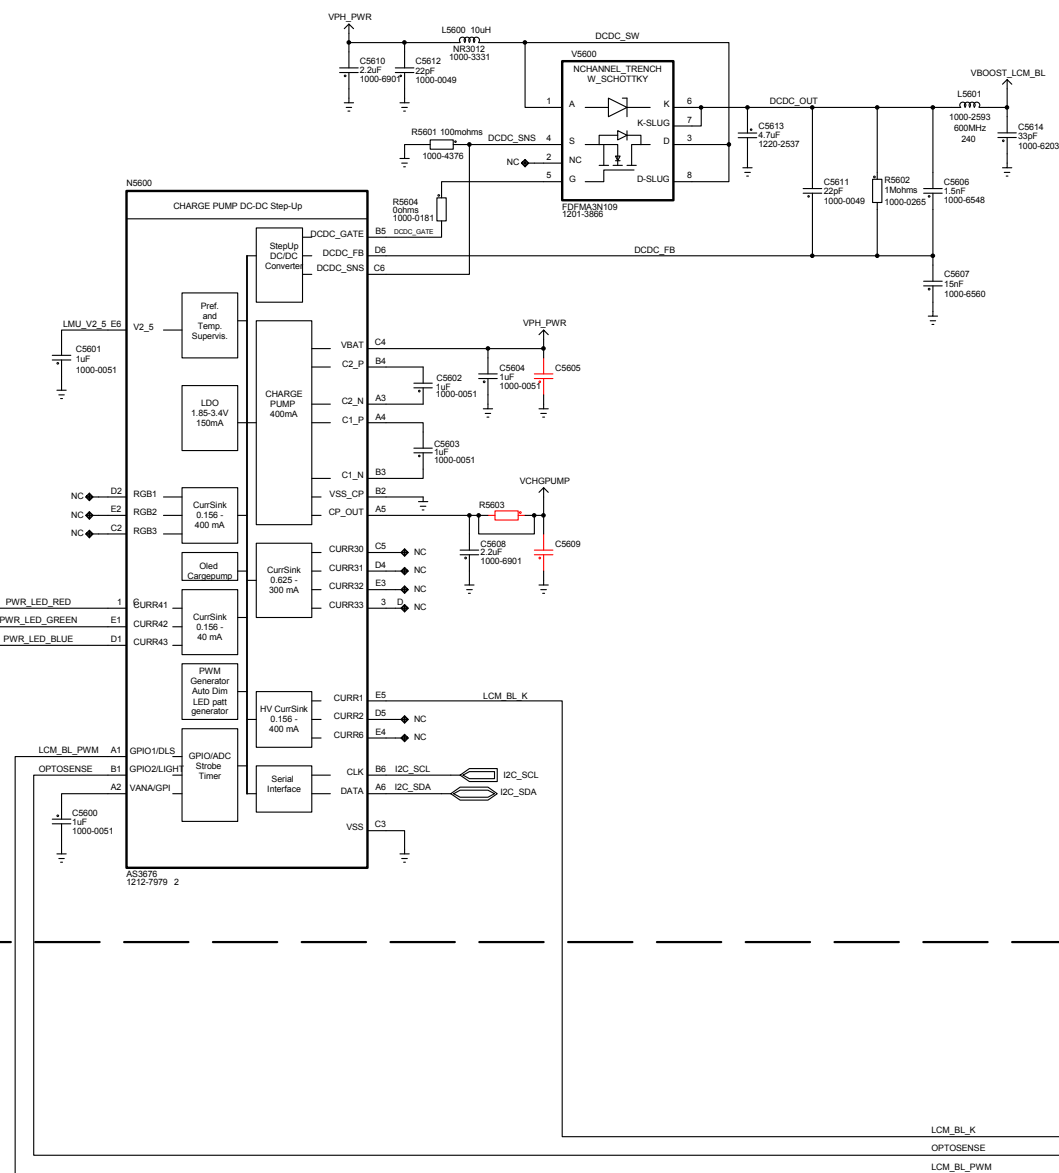 VPH_PWR
L5600 10uH
NR3012
1000-3331
DCDC_SW
C5610
2.2uF
1000-6901
C5612
22pF
1000-0049
V5600
NCHANNEL_TRENCH
W_SCHOTTKY
1 A
K 6
K-SLUG 7
4 S
D 3
2 NC
5 G
D-SLUG 8
FDFMA3N109
1201-3866
VBOOST_LCM_BL
L5601
1000-2593
600MHz
240
DCDC_OUT
C5613
4.7uF
1220-2537
C5614
33pF
1000-6203
R5601 100mohms
1000-4376
DCDC_SNS
NC
C5611
22pF
1000-0049
R5602
1Mohms
1000-0265
C5606
1.5nF
1000-6548
R5604
0ohms
1000-0181
DCDC_GATE
DCDC_FB
C5607
15nF
1000-6560
N5600
CHARGE PUMP DC-DC Step-Up
StepUp
DC/DC
Converter
DCDC_GATE B5
DCDC_FB D6
DCDC_SNS C6
LMU_V2_5 E6 V2_5
C5601
1uF
1000-0051
Pref.
and
Temp.
Supervis.
LDO
1.85-3.4V
150mA
CHARGE
PUMP
400mA
VBAT C4
C2_P B4
C2_N A3
C1_P A4
C1_N B3
VSS_CP B2
CP_OUT A5
VPH_PWR
C5602
1uF
1000-0051
C5604
1uF
1000-0051
C5605
C5603
1uF
1000-0051
VCHGPUMP
R5603
C5608
2.2uF
1000-6901
C5609
NC D2 RGB1
NC E2 RGB2
NC C2 RGB3
CurrSink
0.156 -
400 mA
Oled
Cargepump
CurrSink
0.625 -
300 mA
CURR30 C5 NC
CURR31 D4 NC
CURR32 E3 NC
CURR33 3 D NC
PWR_LED_RED 1 C CURR41
PWR_LED_GREEN E1 CURR42
PWR_LED_BLUE D1 CURR43
CurrSink
0.156 -
40 mA
PWM
Generator
Auto Dim
LED patt
generator
HV CurrSink
0.156 -
400 mA
CURR1 E5 LCM_BL_K
CURR2 D5 NC
CURR6 E4 NC
LCM_BL_PWM A1 GPIO1/DLS
OPTOSENSE B1 GPIO2/LIGHT
A2 VANA/GPI
GPIO/ADC
Strobe
Timer
Serial
Interface
CLK B6 I2C_SCL I2C_SCL
DATA A6 I2C_SDA I2C_SDA
C5600
1uF
1000-0051
VSS C3
AS3676
1212-7979 2
LCM_BL_K
OPTOSENSE
LCM_BL_PWM